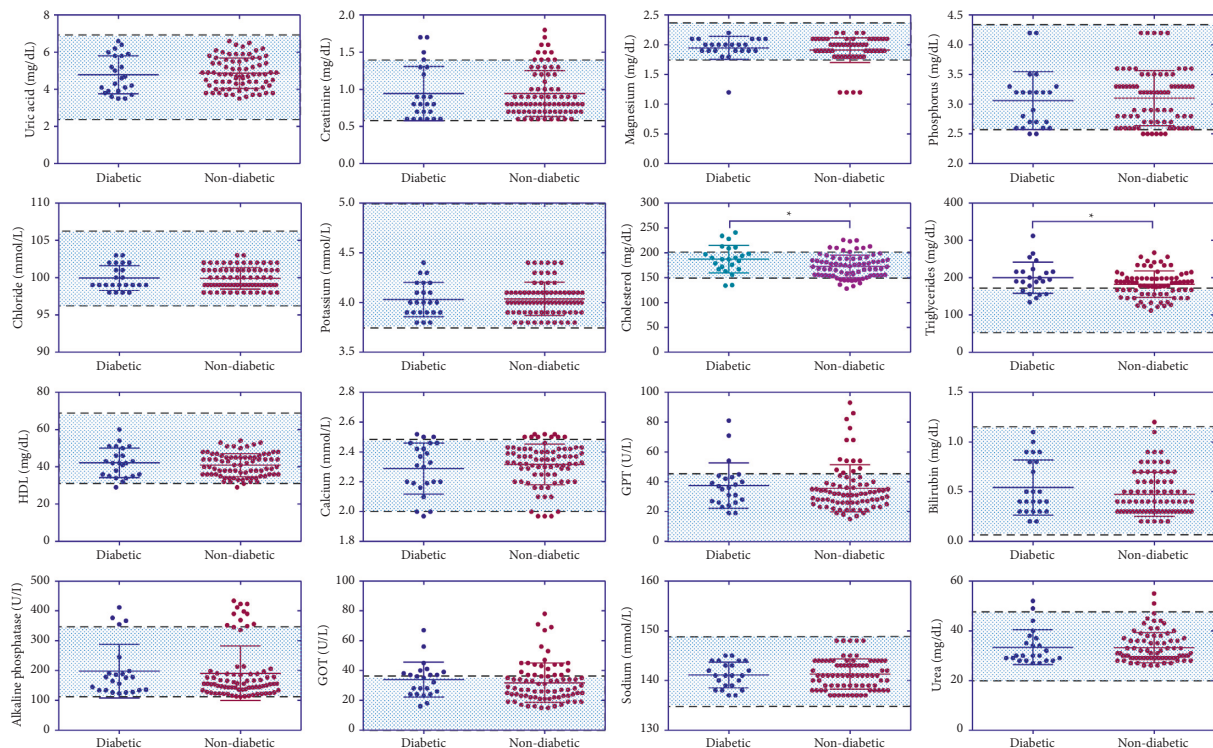 Uric acid (mg/dL)
8
6
4
2
0
Diabetic
Non-diabetic
Creatinine (mg/dL)
2.0
1.5
1.0
0.5
0.0
Diabetic
Non-diabetic
Magnesium (mg/dL)
2.5
2.0
1.5
1.0
0.5
0.0
Diabetic
Non-diabetic
Phosphorus (mg/dL)
4.5
4.0
3.5
3.0
2.5
2.0
Diabetic
Non-diabetic
Chloride (mmol/L)
110
105
100
95
90
Diabetic
Non-diabetic
Potassium (mmol/L)
5.0
4.5
4.0
3.5
Diabetic
Non-diabetic
Cholesterol (mg/dL)
300
250
200
150
100
50
0
*
Diabetic
Non-diabetic
Triglycerides (mg/dL)
400
300
200
100
0
*
Diabetic
Non-diabetic
HDL (mg/dL)
80
60
40
20
0
Diabetic
Non-diabetic
Calcium (mmol/L)
2.8
2.6
2.4
2.2
2.0
1.8
Diabetic
Non-diabetic
GPT (U/L)
100
80
60
40
20
0
Diabetic
Non-diabetic
Bilirubin (mg/dL)
1.5
1.0
0.5
0.0
Diabetic
Non-diabetic
Alkaline phosphatase (U/l)
500
400
300
200
100
0
Diabetic
Non-diabetic
GOT (U/L)
100
80
60
40
20
0
Diabetic
Non-diabetic
Sodium (mmol/L)
160
150
140
130
Diabetic
Non-diabetic
Urea (mg/dL)
60
40
20
0
Diabetic
Non-diabetic